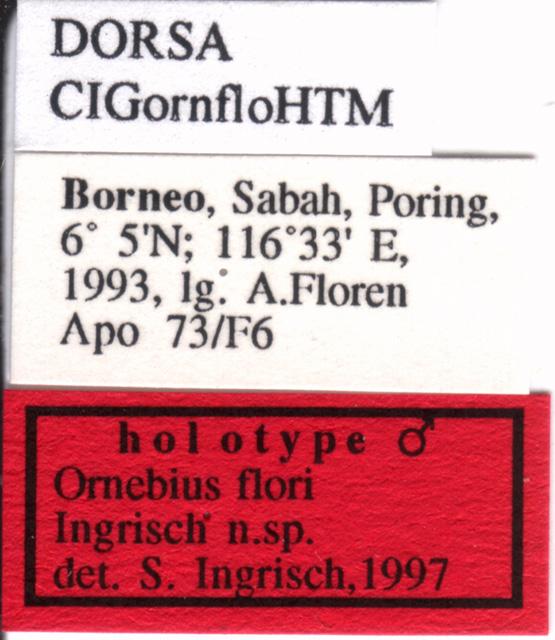 DORSA
CIGornfloHTM
Borneo, Sabah, Poring,
6° 5'N; 116°33' E,
1993, lg. A.Floren
Apo 73/F6
holotype ♂
Ornebius flori
Ingrisch n.sp.
det. S. Ingrisch,1997